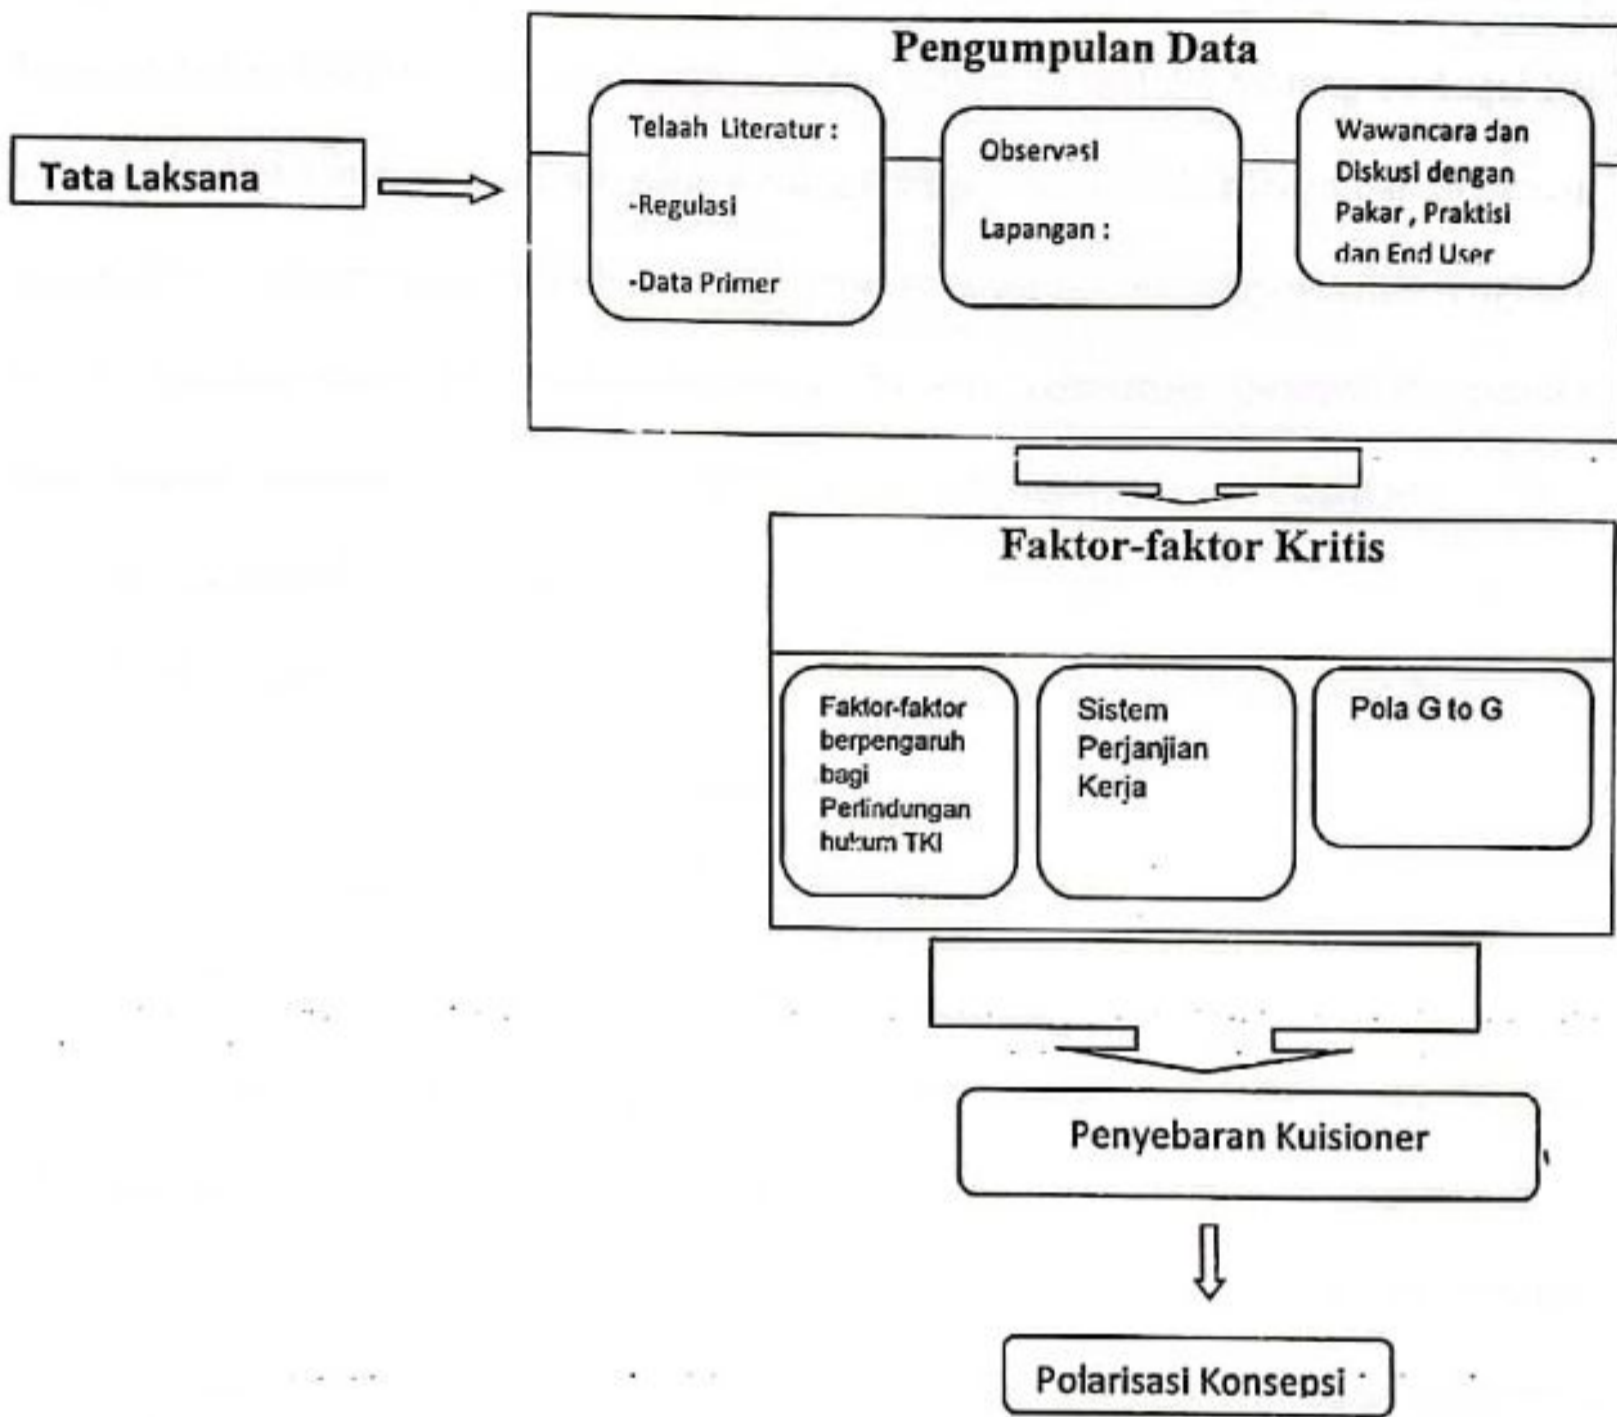 Pengumpulan Data
Tata Laksana
Telaah Literatur :
-Regulasi
-Data Primer
Observasi
Lapangan :
Wawancara dan
Diskusi dengan
Pakar , Praktisi
dan End User
Faktor-faktor Kritis
Faktor-faktor
berpengaruh
bagi
Perlindungan
hukum TKI
Sistem
Perjanjian
Kerja
Pola G to G
Penyebaran Kuisioner
Polarisasi Konsepsi